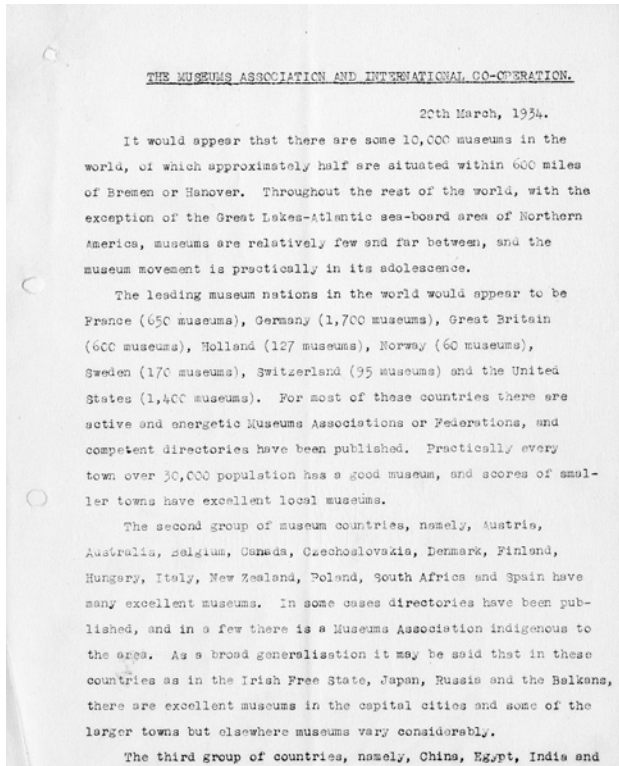 THE MUSEUMS ASSOCIATION AND INTERNATIONAL CO-OPERATION.
20th March, 1934.
It would appear that there are some 10,000 museums in the
world, of which approximately half are situated within 600 miles
of Bremen or Hanover. Throughout the rest of the world, with the
exception of the Great Lakes-Atlantic sea-board area of Northern
America, museums are relatively few and far between, and the
museum movement is practically in its adolescence.
The leading museum nations in the world would appear to be
France (650 museums), Germany (1,700 museums), Great Britain
(600 museums), Holland (127 museums), Norway (60 museums),
Sweden (170 museums), Switzerland (95 museums) and the United
States (1,400 museums). For most of these countries there are
active and energetic Museums Associations or Federations, and
competent directories have been published. Practically every
town over 30,000 population has a good museum, and scores of smal-
ler towns have excellent local museums.
The second group of museum countries, namely, Austria,
Australia, Belgium, Canada, Czechoslovakia, Denmark, Finland,
Hungary, Italy, New Zealand, Poland, South Africa and Spain have
many excellent museums. In some cases directories have been pub-
lished, and in a few there is a Museums Association indigenous to
the area. As a broad generalisation it may be said that in these
countries as in the Irish Free State, Japan, Russia and the Balkans,
there are excellent museums in the capital cities and some of the
larger towns but elsewhere museums vary considerably.
The third group of countries, namely, China, Egypt, India and